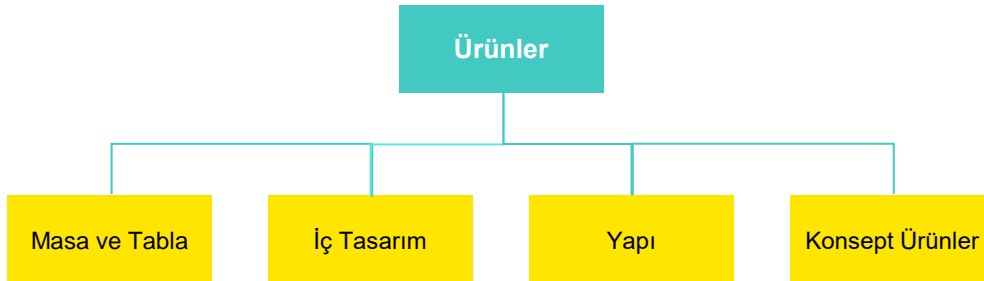 Ürünler
Masa ve Tabla
İç Tasarım
Yapı
Konsept Ürünler